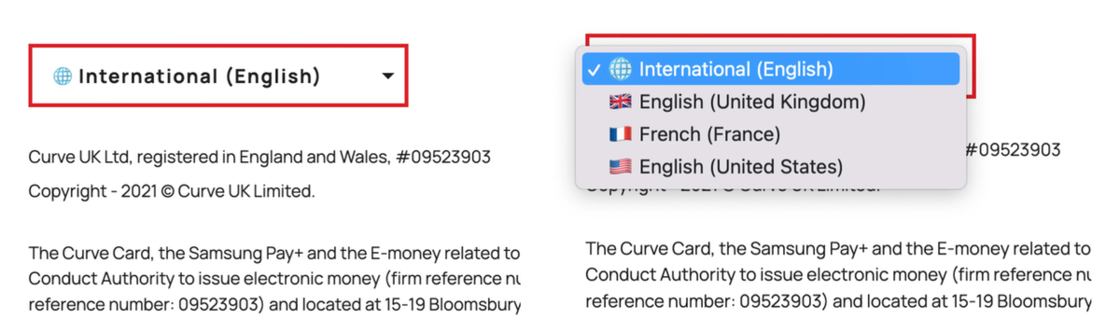 International (English)
Curve UK Ltd, registered in England and Wales, #09523903
Copyright - 2021 © Curve UK Limited.
The Curve Card, the Samsung Pay+ and the E-money related to
Conduct Authority to issue electronic money (firm reference nu
reference number: 09523903) and located at 15-19 Bloomsbury
✓ International (English)
English (United Kingdom)
French (France)
English (United States)
#09523903
The Curve Card, the Samsung Pay+ and the E-money related to
Conduct Authority to issue electronic money (firm reference nu
reference number: 09523903) and located at 15-19 Bloomsbury